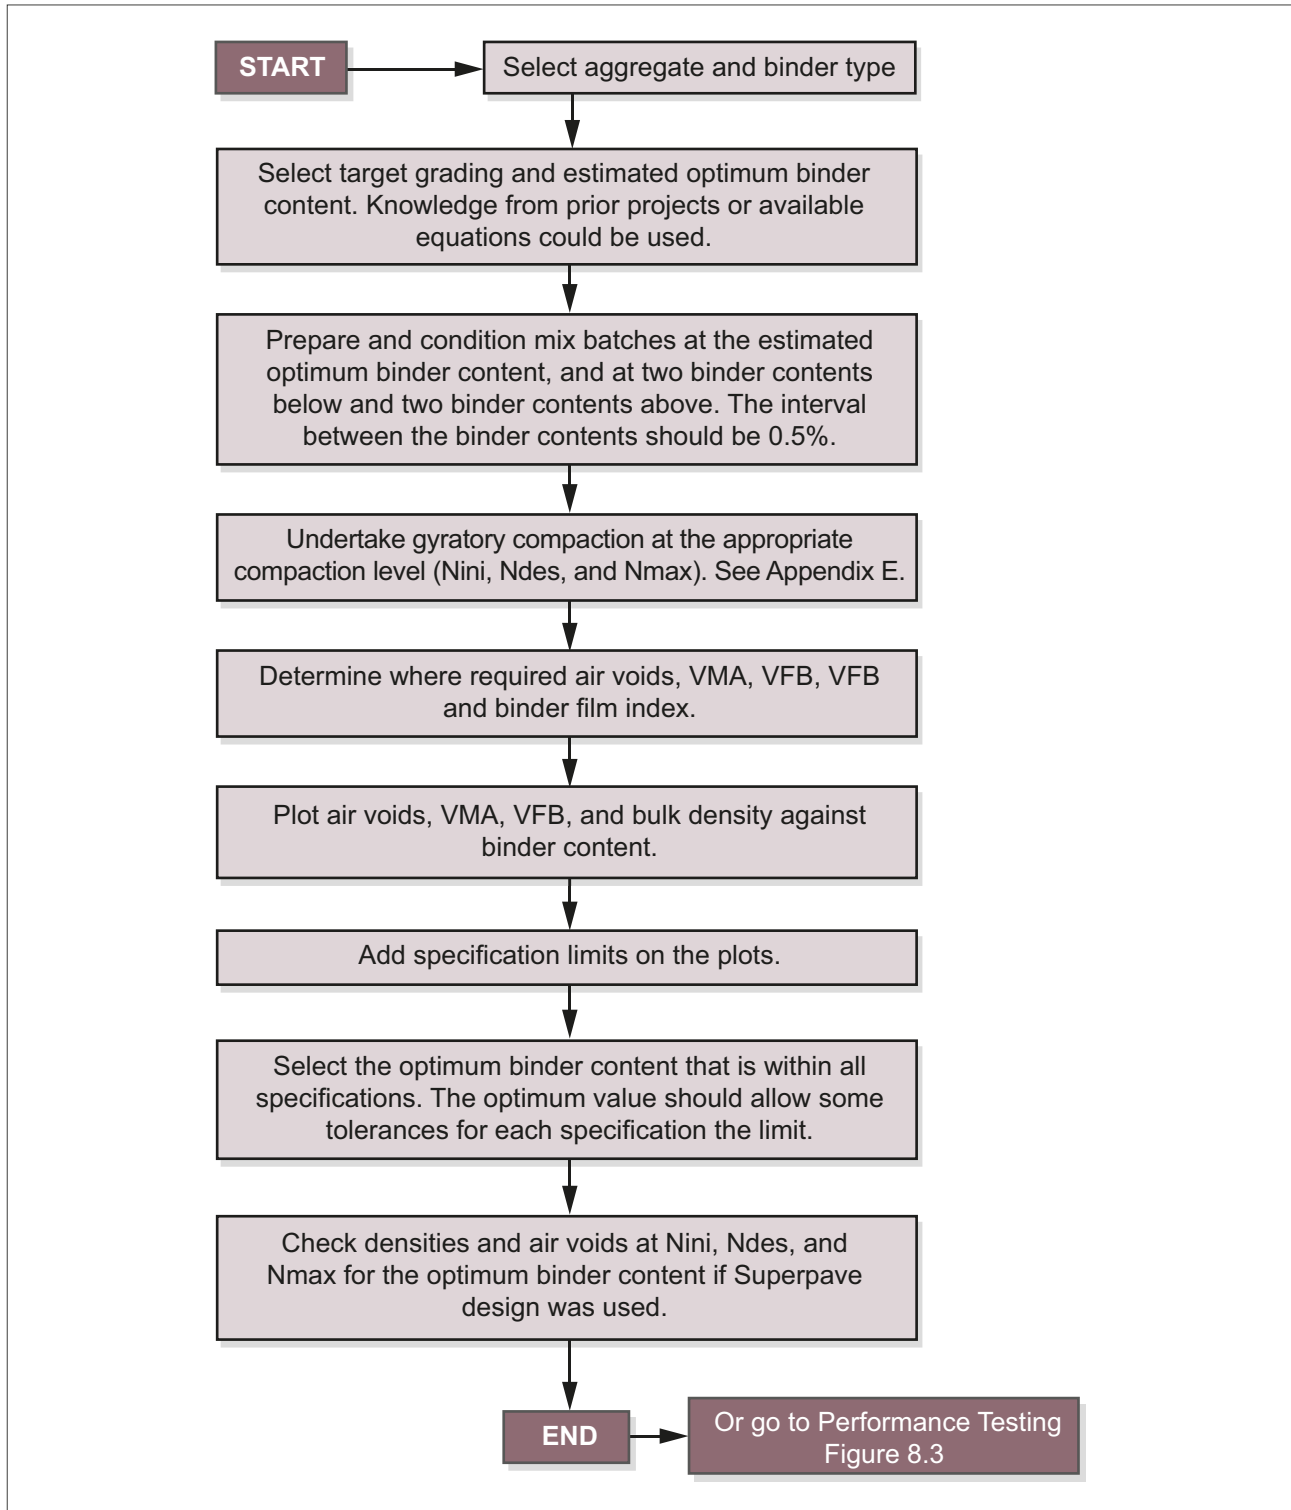 START
Select aggregate and binder type
Select target grading and estimated optimum binder
content. Knowledge from prior projects or available
equations could be used.
Prepare and condition mix batches at the estimated
optimum binder content, and at two binder contents
below and two binder contents above. The interval
between the binder contents should be 0.5%.
Undertake gyratory compaction at the appropriate
compaction level (Nini, Ndes, and Nmax). See Appendix E.
Determine where required air voids, VMA, VFB, VFB
and binder film index.
Plot air voids, VMA, VFB, and bulk density against
binder content.
Add specification limits on the plots.
Select the optimum binder content that is within all
specifications. The optimum value should allow some
tolerances for each specification the limit.
Check densities and air voids at Nini, Ndes, and
Nmax for the optimum binder content if Superpave
design was used.
END
Or go to Performance Testing
Figure 8.3